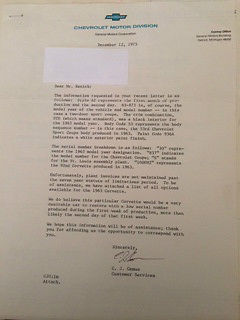 CHEVROLET MOTOR DIVISION
General Motors Corporation
December 12, 1973
Dear Mr.
The information requested in your recent letter is as
follows: Style 62 represents the first month of pro-
duction and the second day. 63-837 is, of course, the
model year of the vehicle and model number -- in this
case a two-door sport coupe. The trim combination,
STD (which means standard), was a black interior for
the 1963 model year. Body Code 53 represents the body
sequence number -- in this case, the 53rd Chevrolet
Sport Coupe body produced in 1963. Paint Code 936A
indicates a white exterior paint finish.
The serial number breakdown is as follows: "3" repre-
sents the 1963 model year designation. "837" indicates
the model number for the Chevrolet Coupe; "S" stands
for the St. Louis assembly plant.
represents the 92nd Corvette produced in 1963.
Unfortunately, plant invoices are not maintained past
the seven year statute of limitations period. To be
of assistance, we have attached a list of all options
available for the 1963 Corvette.
We do believe this particular Corvette would be a very
desirable car to restore with a low serial number
produced during the first week of production, more than
likely the second day of the first week.
We hope this information will be of assistance; thank
you for affording us the opportunity to correspond with
you.
Sincerely,
Customer Services
Attach.